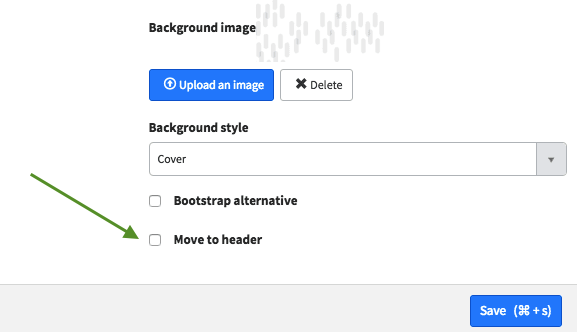 Background image
Upload an image Delete
Background style
Cover
Bootstrap alternative
Move to header
Save (⌘ + s)